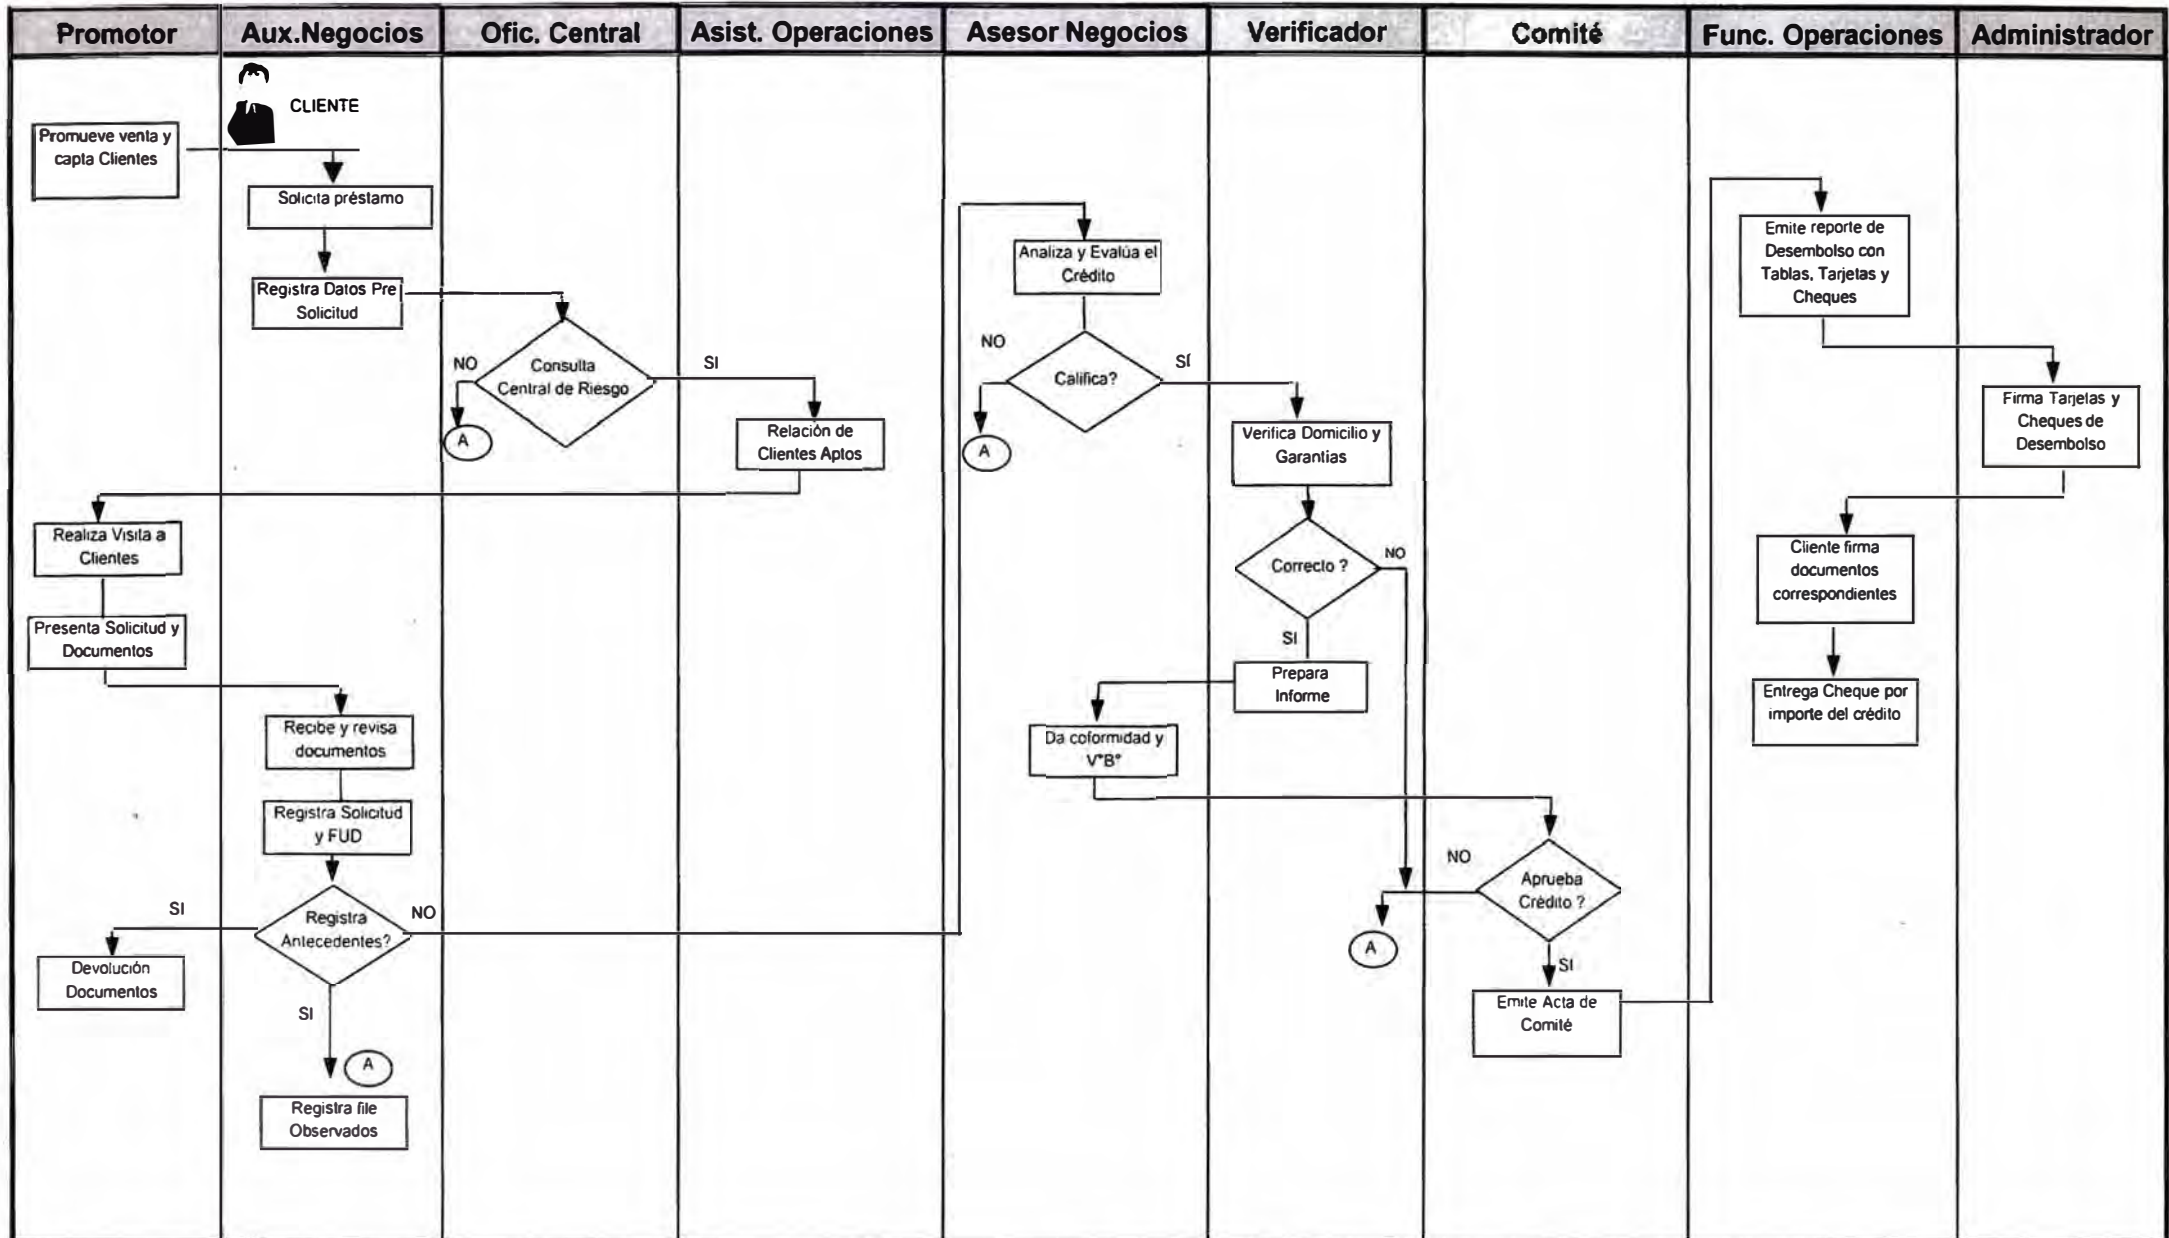 Promotor
Aux.Negocios
Ofic. Central
Asist. Operaciones
Asesor Negocios
Verificador
Comité
Func. Operaciones
Administrador
CLIENTE
Promueve venta y
capta Clientes
Solicita préstamo
Registra Datos Pre
Solicitud
NO
Consulta
Central de Riesgo
SI
A
Relación de
Clientes Aptos
Realiza Visita a
Clientes
Presenta Solicitud y
Documentos
Recibe y revisa
documentos
Registra Solicitud
y FUD
SI
Registra
Antecedentes?
NO
Devolución
Documentos
SI
A
Registra file
Observados
Analiza y Evalúa el
Crédito
NO
Califica?
SÍ
A
Verifica Domicilio y
Garantias
Correcto ?
NO
SI
Prepara
Informe
Da coformidad y
V°B°
NO
Aprueba
Crédito ?
A
SI
Emite Acta de
Comité
Emite reporte de
Desembolso con
Tablas, Tarjetas y
Cheques
Firma Tarjetas y
Cheques de
Desembolso
Cliente firma
documentos
correspondientes
Entrega Cheque por
importe del crédito